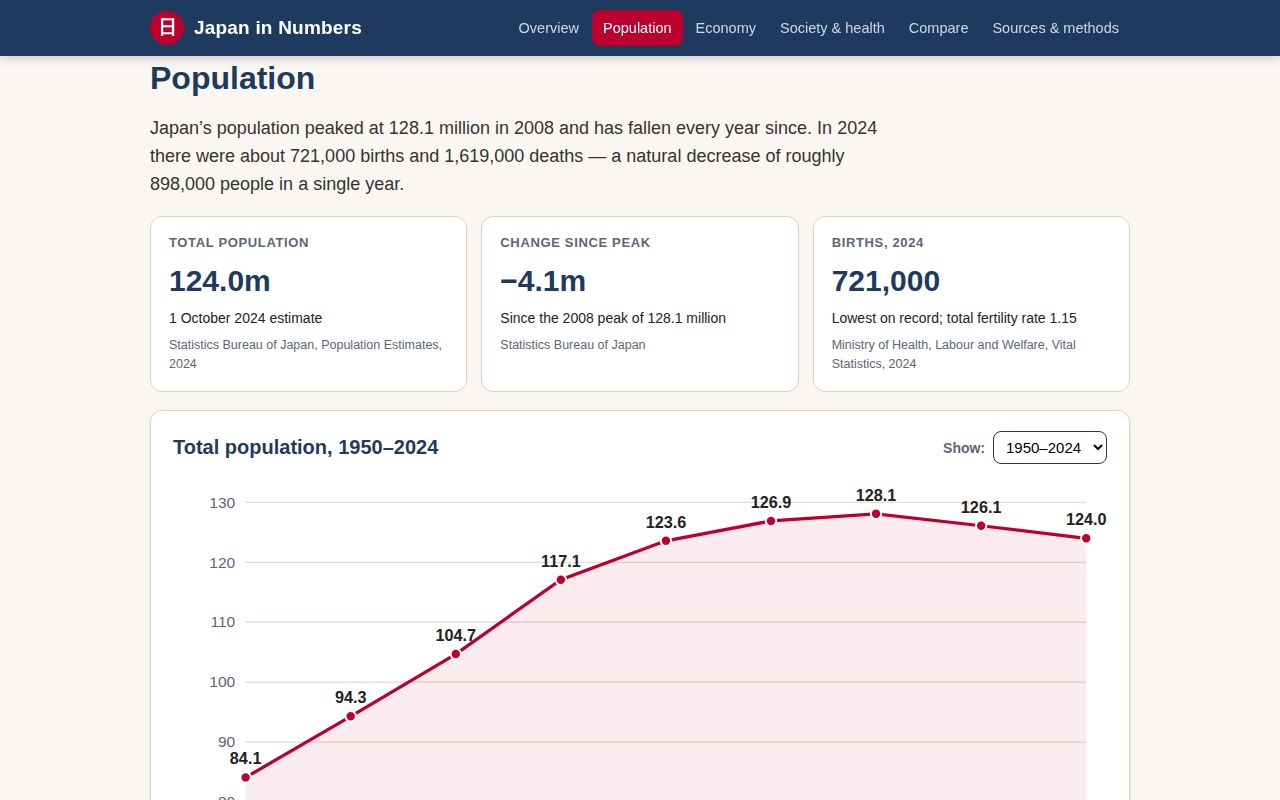 日 Japan in Numbers
Overview
Population
Economy
Society & health
Compare
Sources & methods
Population
Japan’s population peaked at 128.1 million in 2008 and has fallen every year since. In 2024
there were about 721,000 births and 1,619,000 deaths — a natural decrease of roughly
898,000 people in a single year.
TOTAL POPULATION
124.0m
1 October 2024 estimate
Statistics Bureau of Japan, Population Estimates,
2024
CHANGE SINCE PEAK
−4.1m
Since the 2008 peak of 128.1 million
Statistics Bureau of Japan
BIRTHS, 2024
721,000
Lowest on record; total fertility rate 1.15
Ministry of Health, Labour and Welfare, Vital
Statistics, 2024
Total population, 1950–2024
Show: 1950–2024
130
120
110
100
90
80
84.1
94.3
104.7
117.1
123.6
126.9
128.1
126.1
124.0